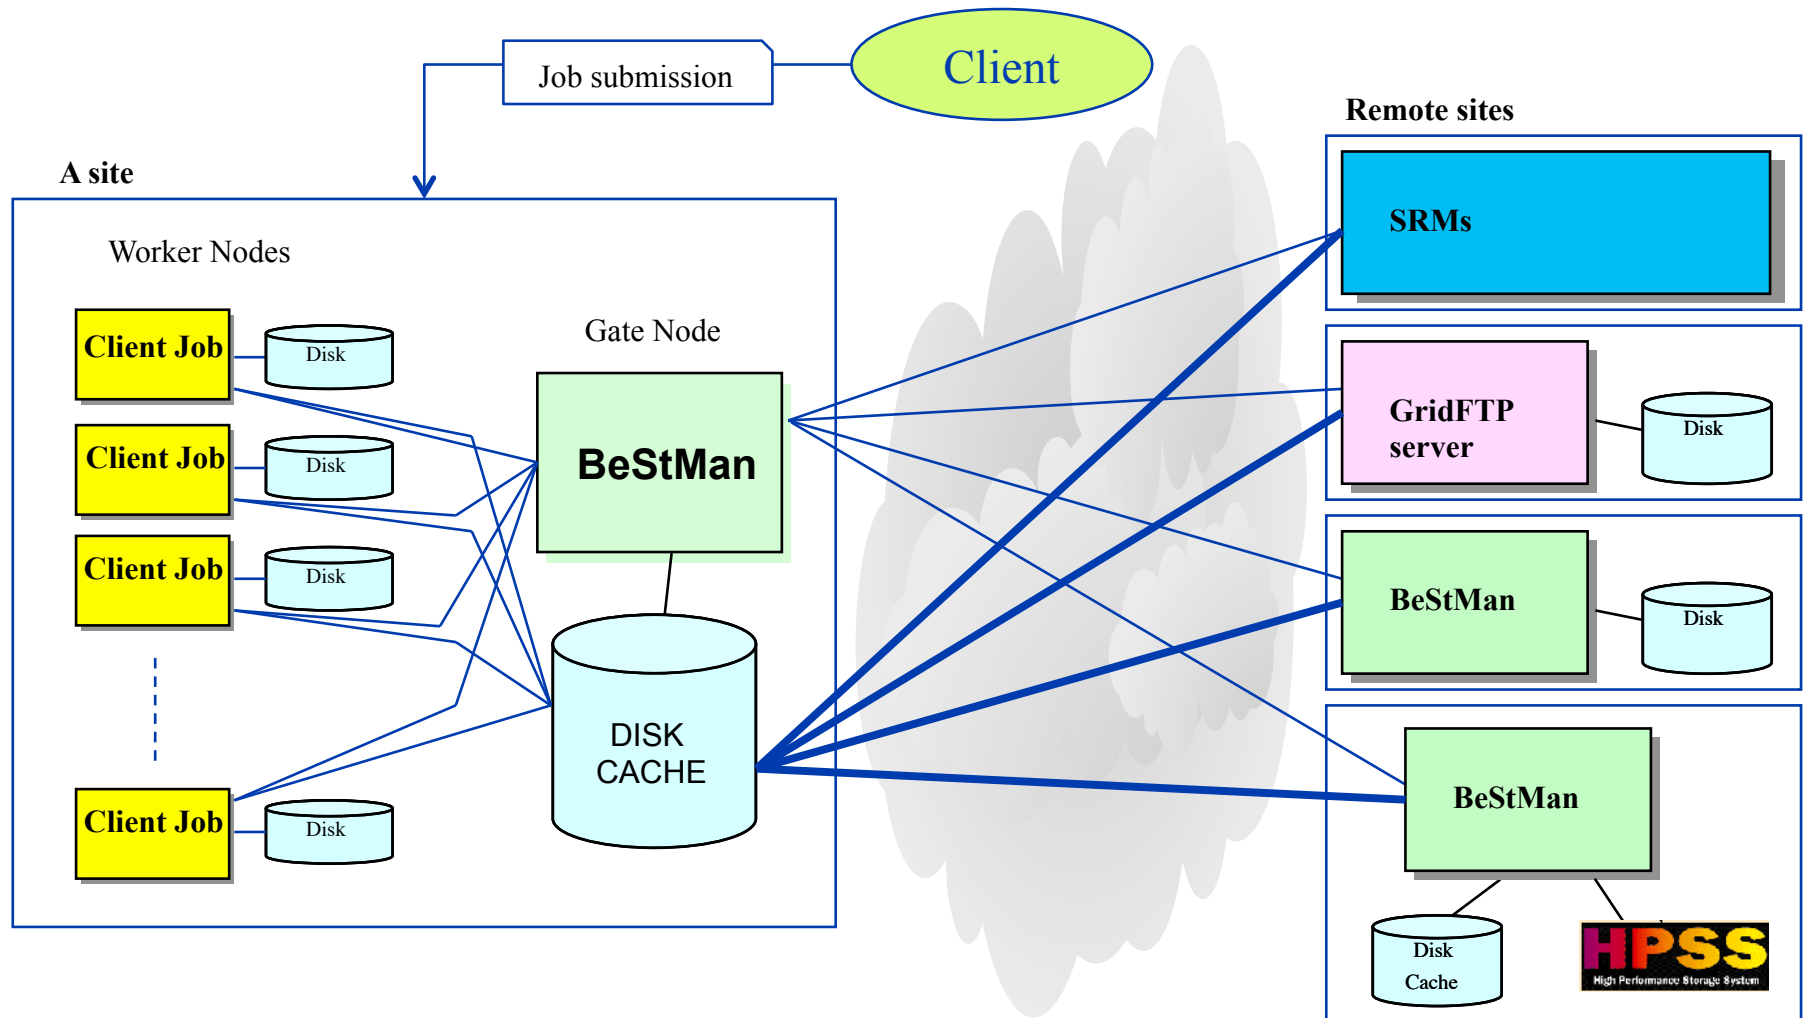 Client
Job submission
Remote sites
A site
SRMs
Worker Nodes
Gate Node
Client Job
Disk
Client Job
Disk
Client Job
Disk
Client Job
Disk
BeStMan
DISK
CACHE
GridFTP
server
Disk
BeStMan
Disk
BeStMan
Disk
Cache
HPSS
High Performance Storage System